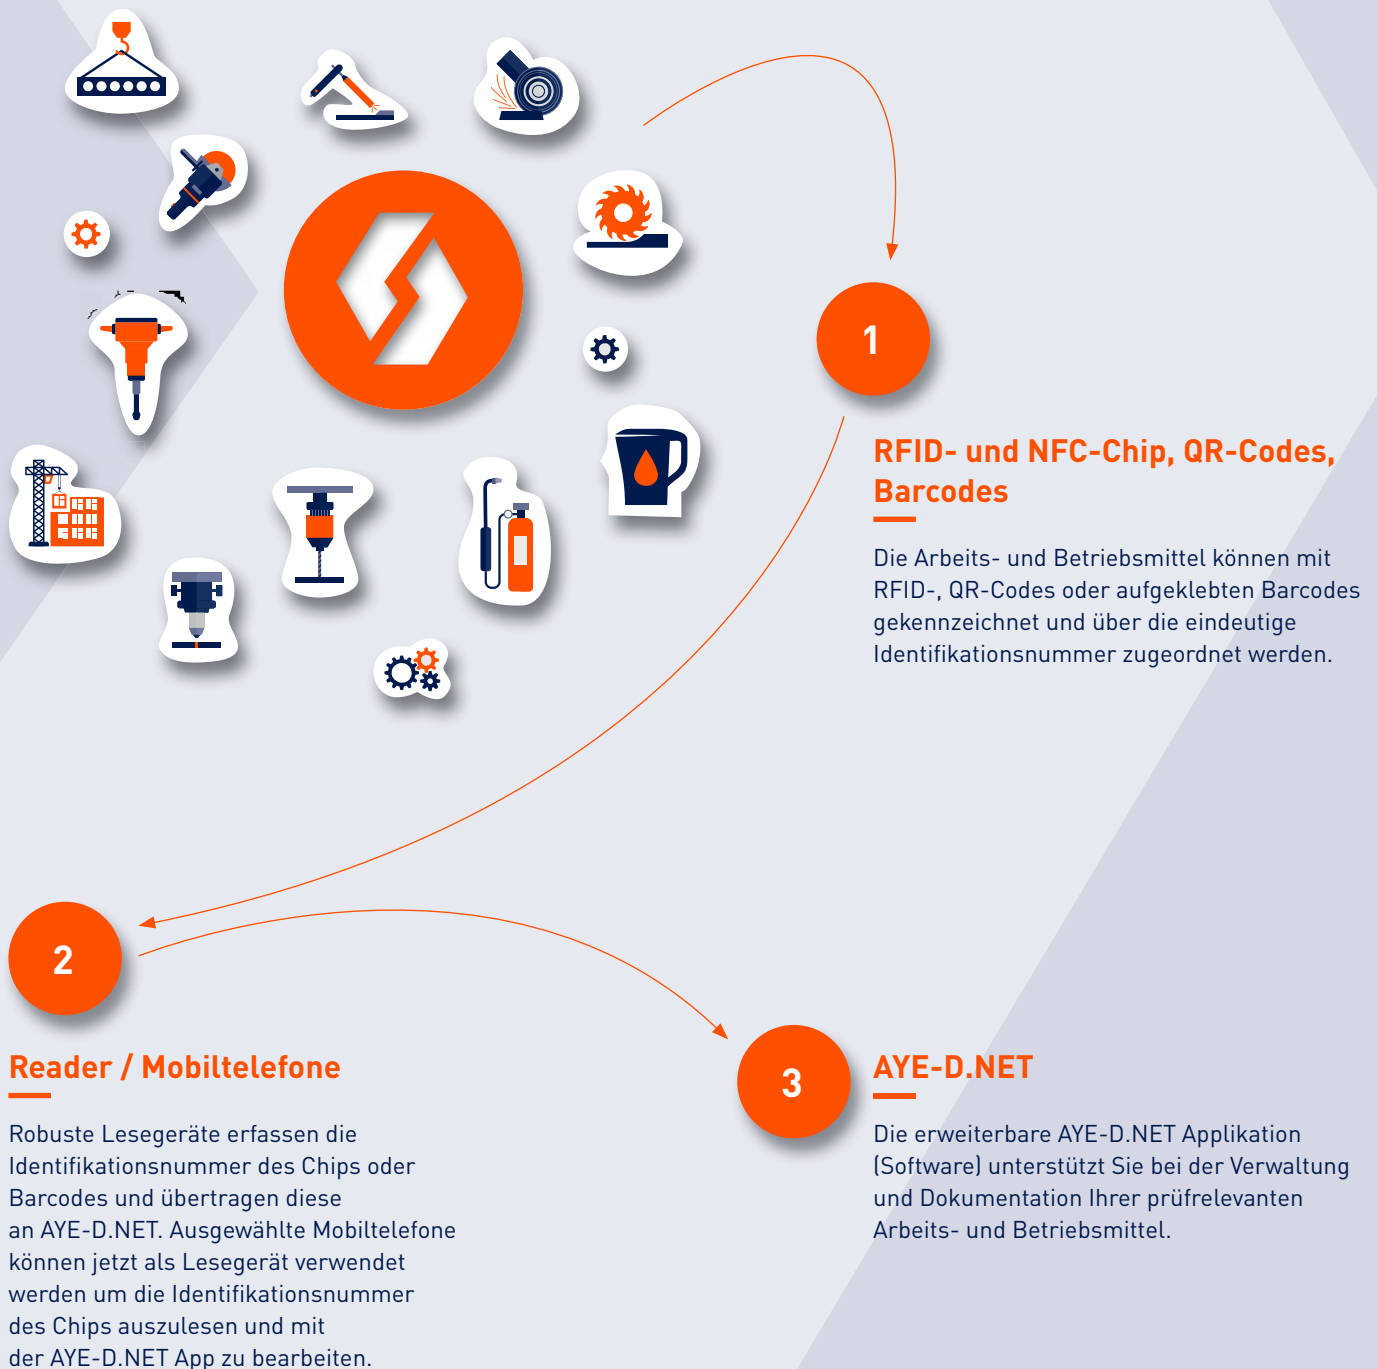 1
RFID- und NFC-Chip, QR-Codes,
Barcodes
Die Arbeits- und Betriebsmittel können mit
RFID-, QR-Codes oder aufgeklebten Barcodes
gekennzeichnet und über die eindeutige
Identifikationsnummer zugeordnet werden.
2
Reader / Mobiltelefone
Robuste Lesegeräte erfassen die
Identifikationsnummer des Chips oder
Barcodes und übertragen diese
an AYE-D.NET. Ausgewählte Mobiltelefone
können jetzt als Lesegerät verwendet
werden um die Identifikationsnummer
des Chips auszulesen und mit
der AYE-D.NET App zu bearbeiten.
3
AYE-D.NET
Die erweiterbare AYE-D.NET Applikation
(Software) unterstützt Sie bei der Verwaltung
und Dokumentation Ihrer prüfrelevanten
Arbeits- und Betriebsmittel.